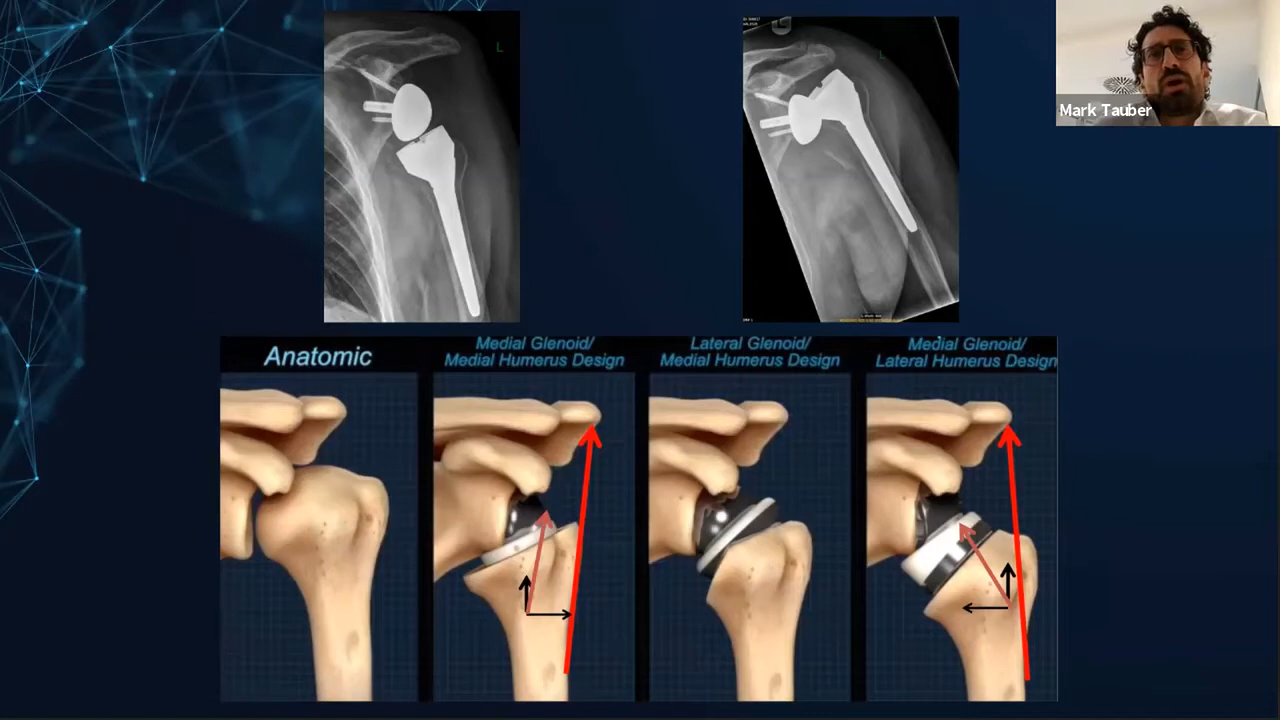 L
L
Mark Tauber
Anatomic
Medial Glenoid/
Medial Humerus Design
Lateral Glenoid/
Medial Humerus Design
Medial Glenoid/
Lateral Humerus Design